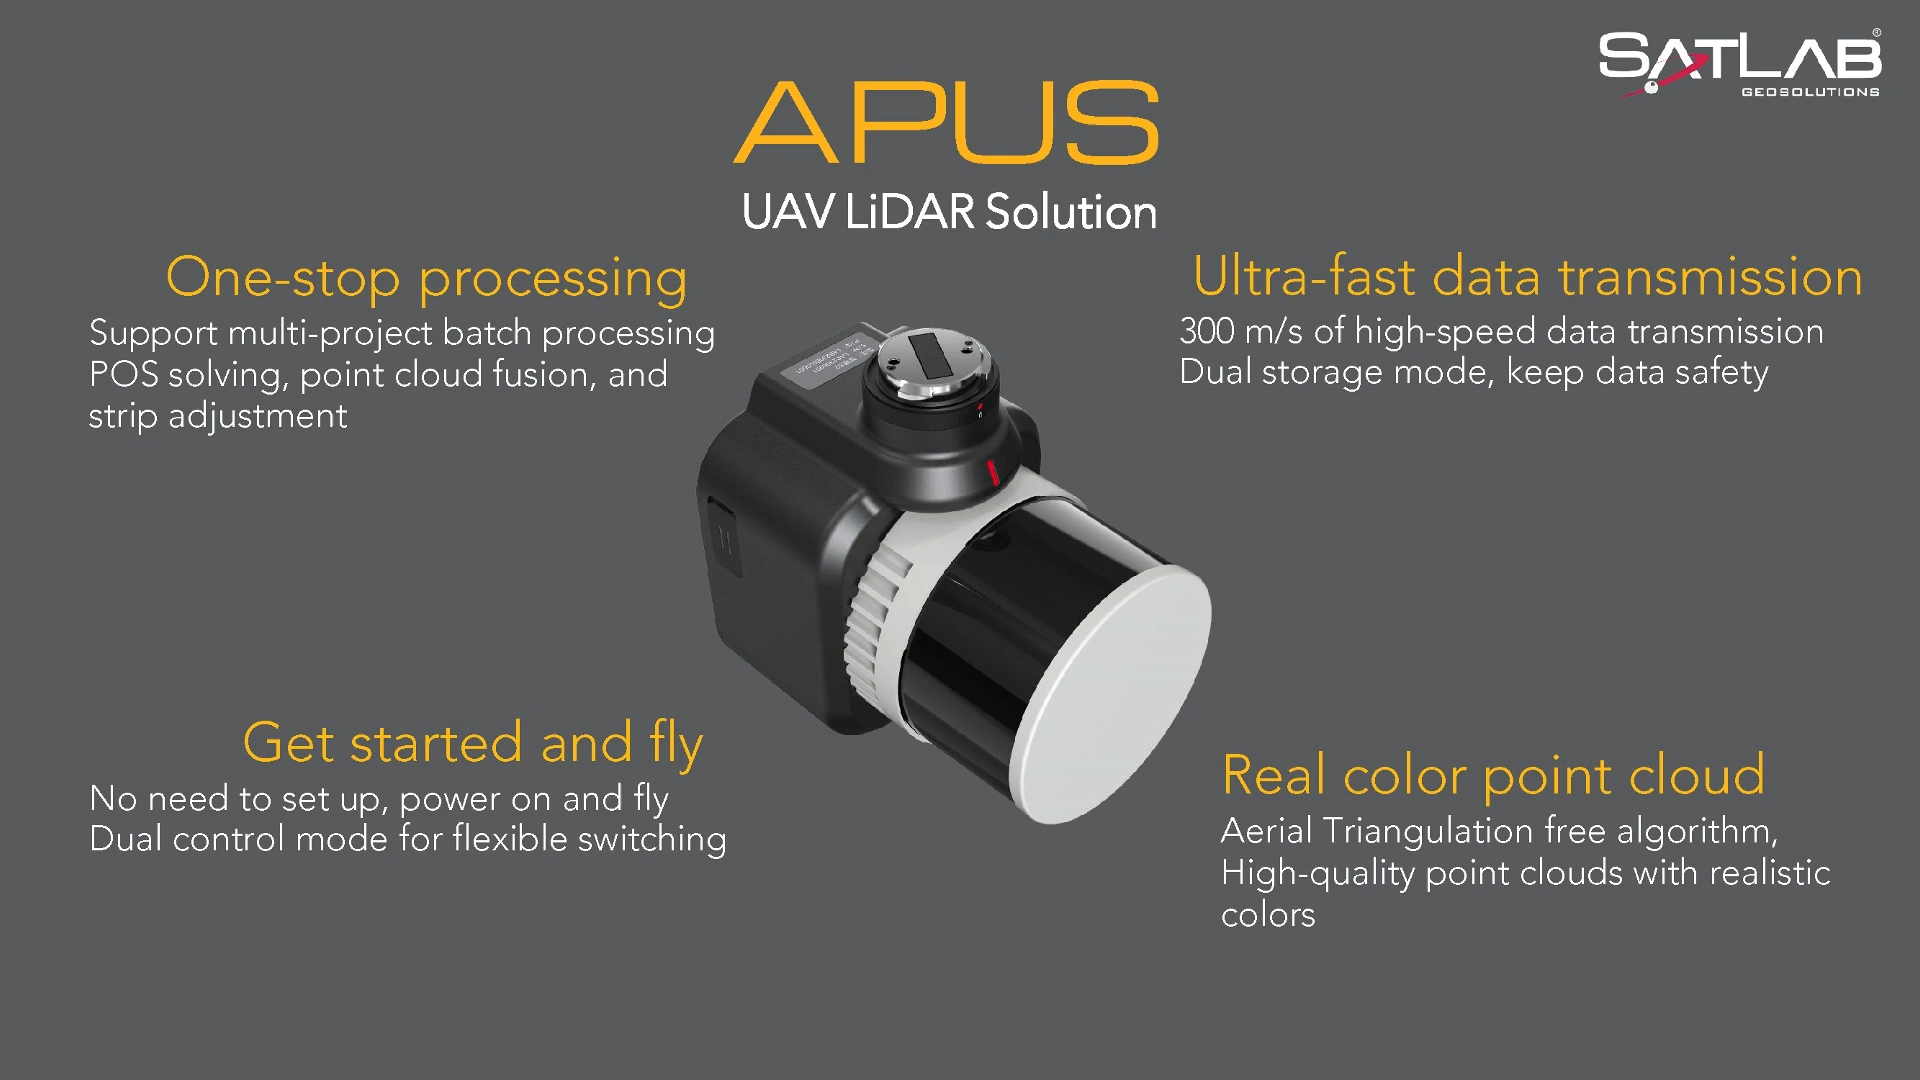 SATLAB®
GEOSOLUTIONS
APUS
UAV LiDAR Solution
One-stop processing
Support multi-project batch processing
POS solving, point cloud fusion, and
strip adjustment
Ultra-fast data transmission
300 m/s of high-speed data transmission
Dual storage mode, keep data safety
Get started and fly
No need to set up, power on and fly
Dual control mode for flexible switching
Real color point cloud
Aerial Triangulation free algorithm,
High-quality point clouds with realistic
colors